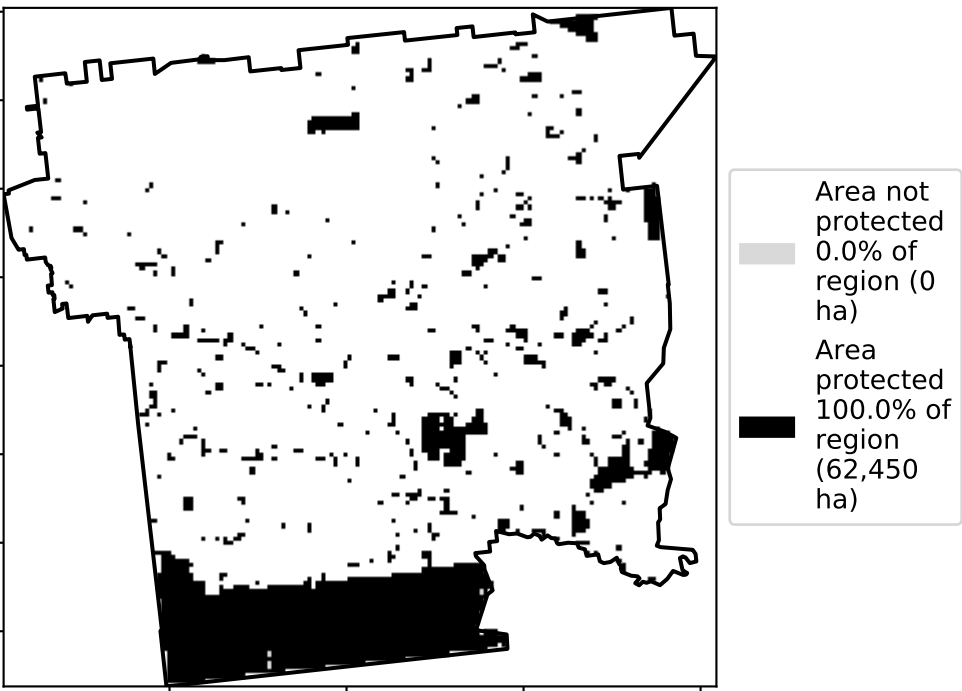 Area not
protected
0.0% of
region (0
ha)
Area
protected
100.0% of
region
(62,450
ha)